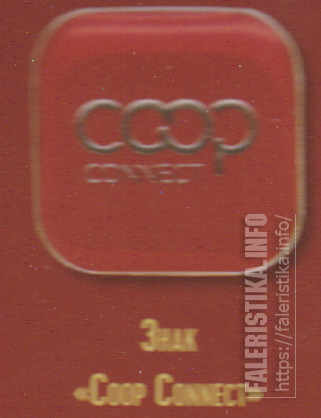 COOP
CONNECT
Знак
«Coop Connect»
FALERISTIKA.INFO
https://faleristika.info/